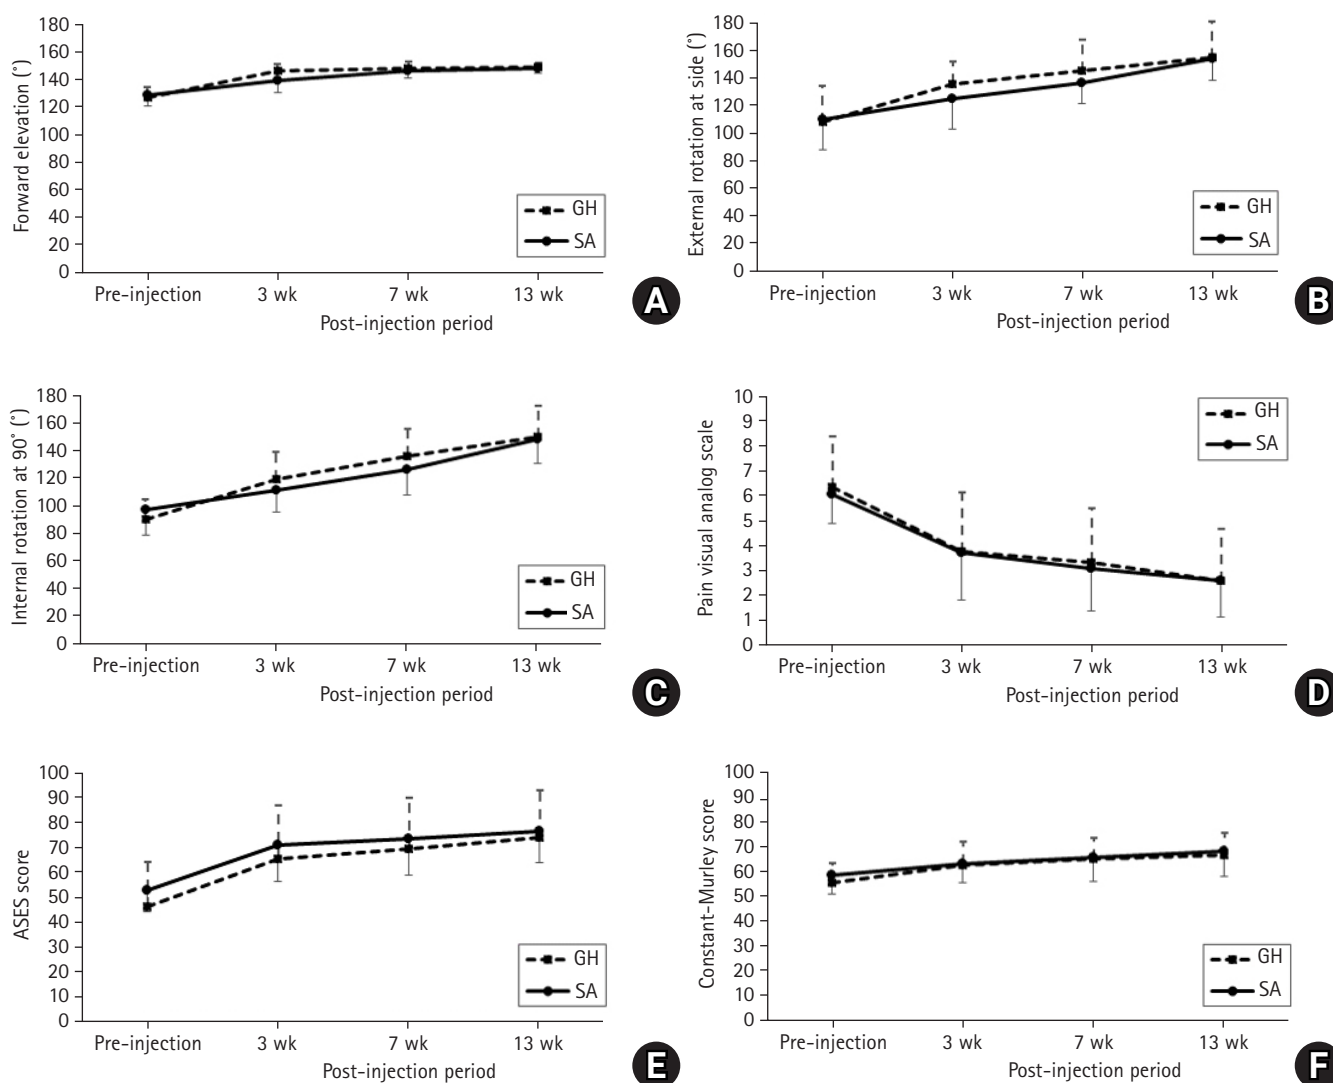 Forward elevation (°)
180
160
140
120
100
80
60
40
20
0
GH
SA
Pre-injection 3 wk 7 wk 13 wk
Post-injection period
A
External rotation at side (°)
180
160
140
120
100
80
60
40
20
0
GH
SA
Pre-injection 3 wk 7 wk 13 wk
Post-injection period
B
Internal rotation at 90° (°)
180
160
140
120
100
80
60
40
20
0
GH
SA
Pre-injection 3 wk 7 wk 13 wk
Post-injection period
C
Pain visual analog scale
10
9
8
7
6
5
4
3
2
1
0
GH
SA
Pre-injection 3 wk 7 wk 13 wk
Post-injection period
D
ASES score
100
90
80
70
60
50
40
30
20
10
0
GH
SA
Pre-injection 3 wk 7 wk 13 wk
Post-injection period
E
Constant-Murley score
100
90
80
70
60
50
40
30
20
10
0
GH
SA
Pre-injection 3 wk 7 wk 13 wk
Post-injection period
F